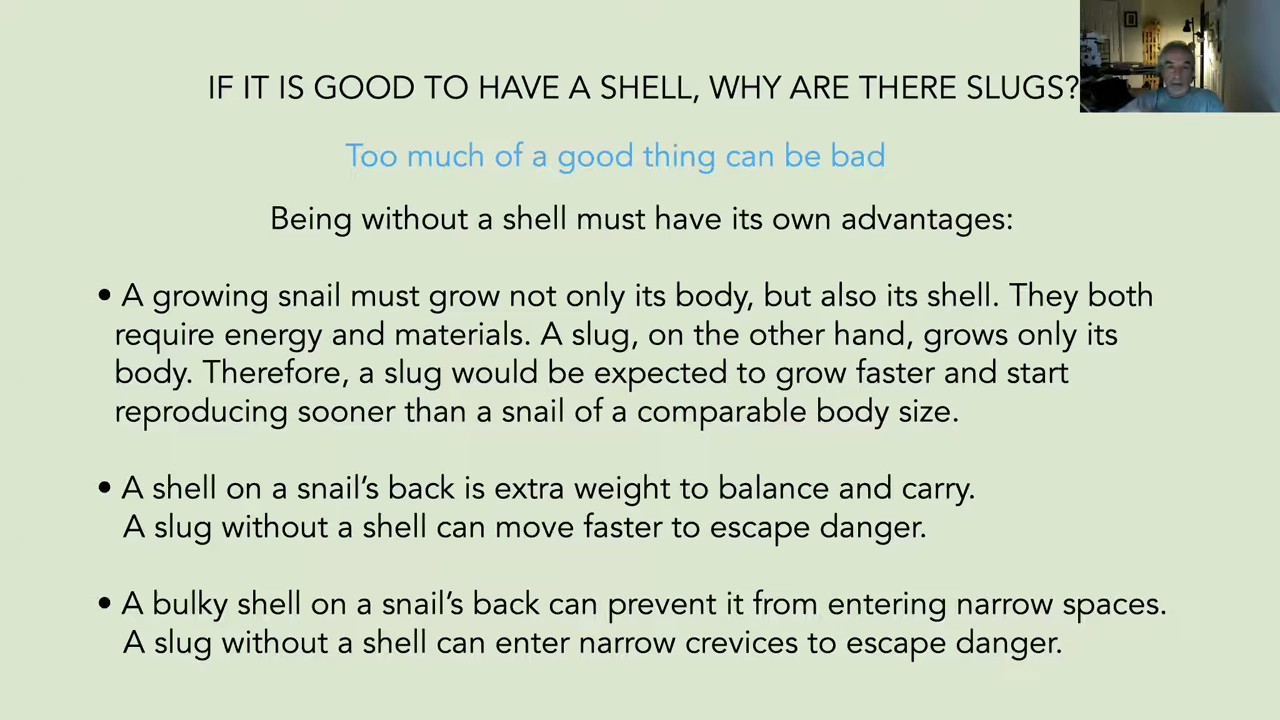 IF IT IS GOOD TO HAVE A SHELL, WHY ARE THERE SLUGS?
Too much of a good thing can be bad
Being without a shell must have its own advantages:
• A growing snail must grow not only its body, but also its shell. They both
require energy and materials. A slug, on the other hand, grows only its
body. Therefore, a slug would be expected to grow faster and start
reproducing sooner than a snail of a comparable body size.
• A shell on a snail’s back is extra weight to balance and carry.
A slug without a shell can move faster to escape danger.
• A bulky shell on a snail’s back can prevent it from entering narrow spaces.
A slug without a shell can enter narrow crevices to escape danger.